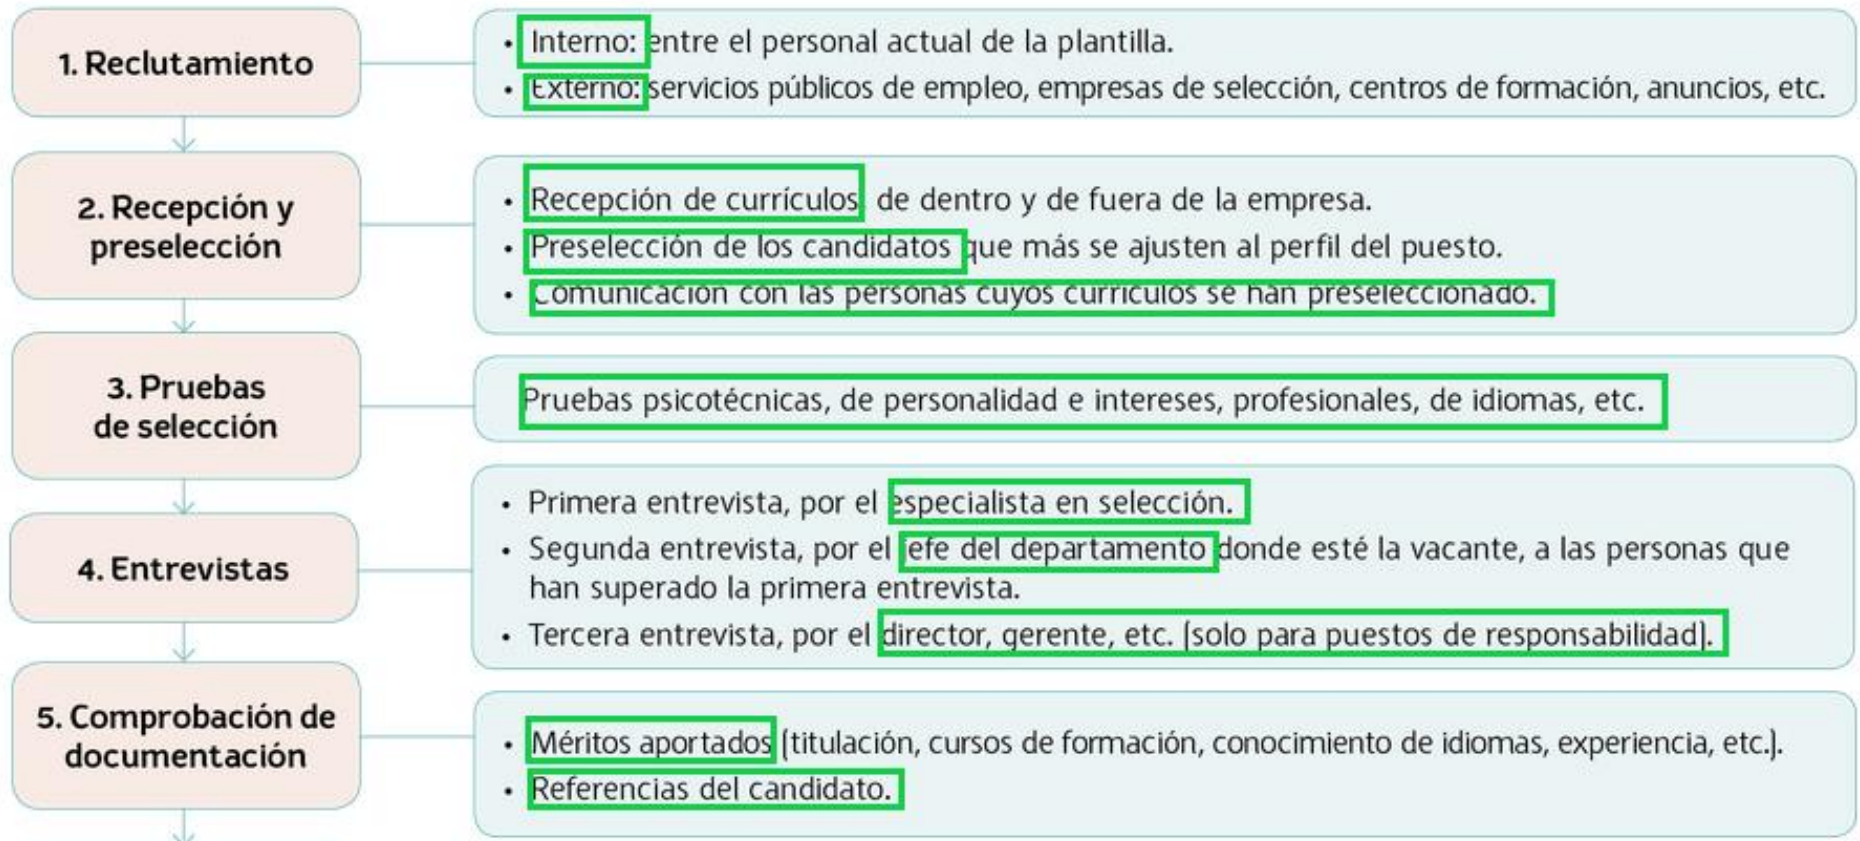 1. Reclutamiento
• Interno: entre el personal actual de la plantilla.
• Externo: servicios públicos de empleo, empresas de selección, centros de formación, anuncios, etc.
2. Recepción y
preselección
• Recepción de currículos, de dentro y de fuera de la empresa.
• Preselección de los candidatos que más se ajusten al perfil del puesto.
• Comunicación con las personas cuyos currículos se han preseleccionado.
3. Pruebas
de selección
Pruebas psicotécnicas, de personalidad e intereses, profesionales, de idiomas, etc.
4. Entrevistas
• Primera entrevista, por el especialista en selección.
• Segunda entrevista, por el jefe del departamento donde esté la vacante, a las personas que
han superado la primera entrevista.
• Tercera entrevista, por el director, gerente, etc. (solo para puestos de responsabilidad).
5. Comprobación de
documentación
• Méritos aportados (titulación, cursos de formación, conocimiento de idiomas, experiencia, etc.).
• Referencias del candidato.